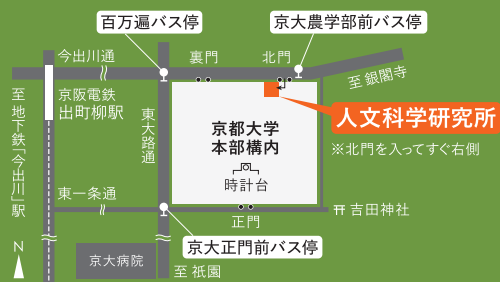 百万遍バス停
京大農学部前バス停
今出川通
裏門
北門
至 銀閣寺
至 地下鉄「今出川」駅
京阪電鉄
出町柳駅
東大路通
京都大学
本部構内
時計台
人文科学研究所
※北門を入ってすぐ右側
東一条通
正門
吉田神社
京大正門前バス停
N
京大病院
至 祇園